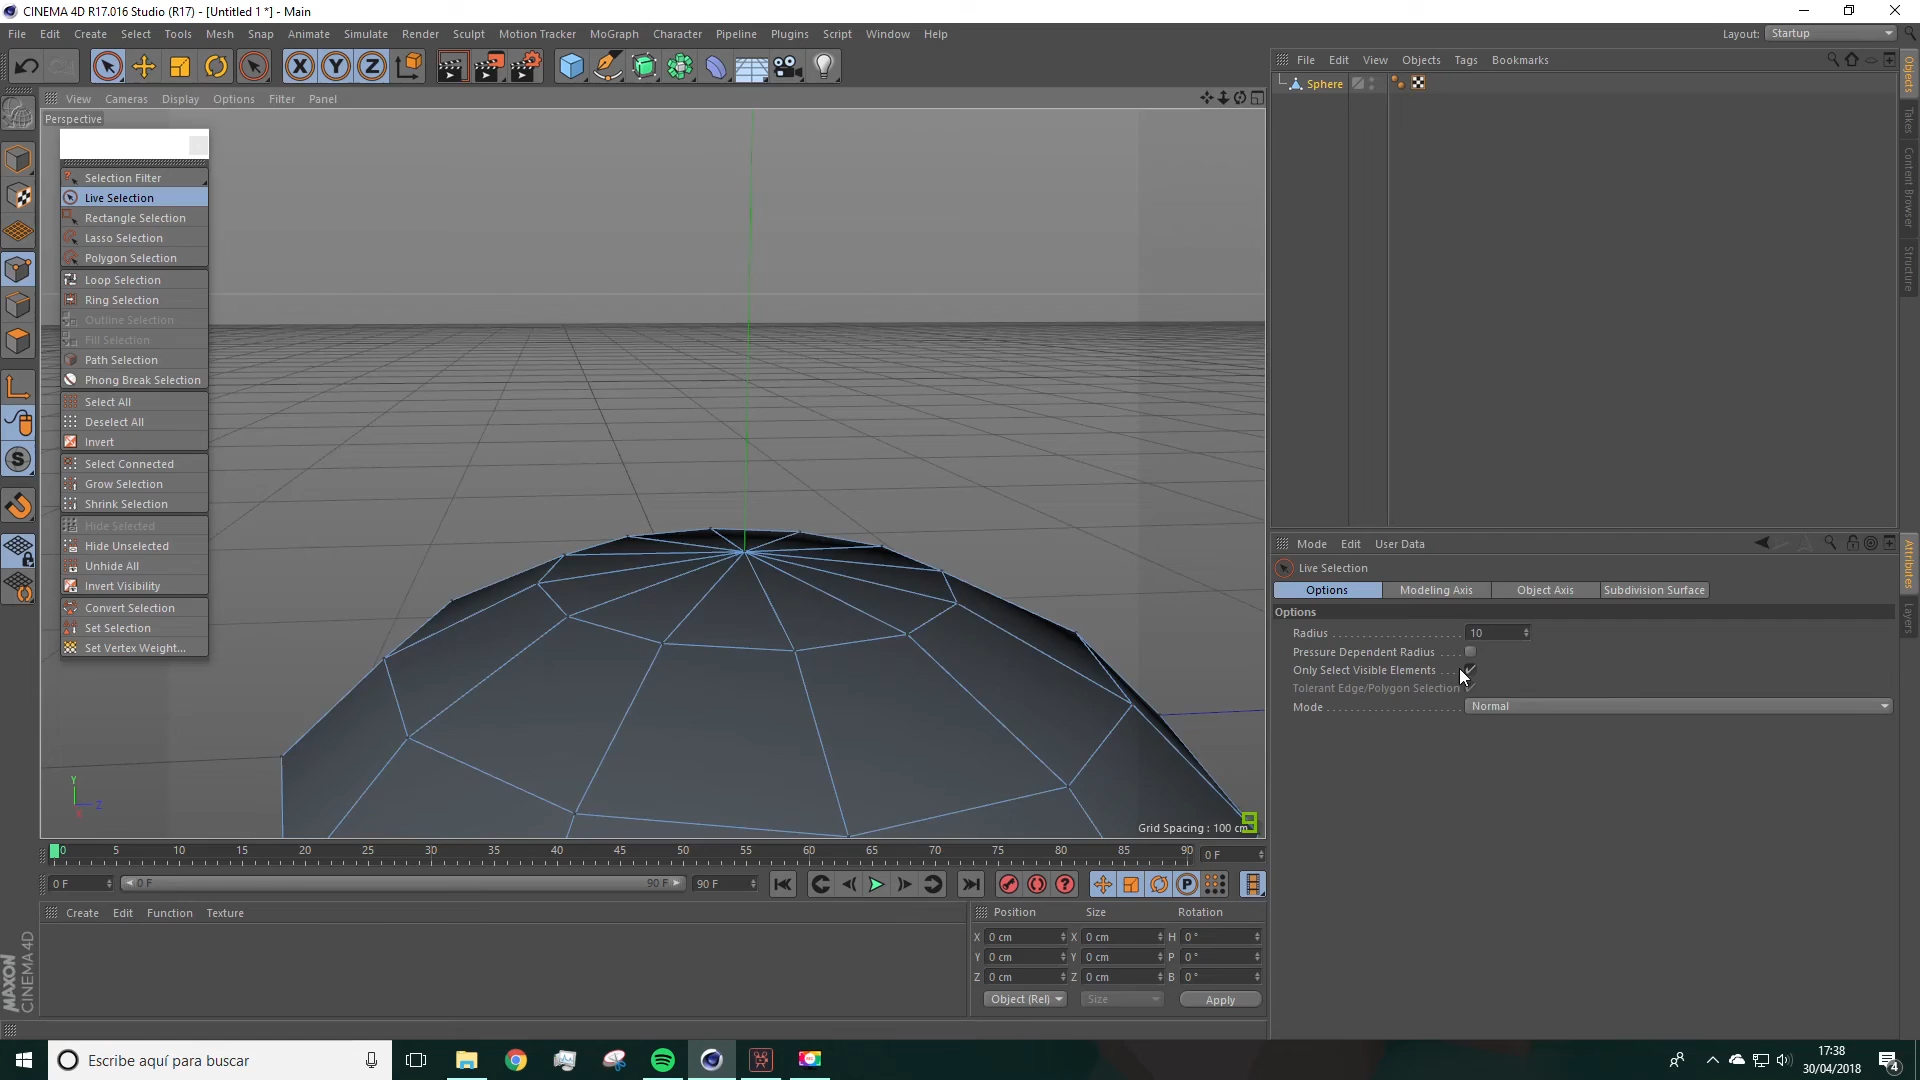 CINEMA 4D R17.016 Studio (R17) - [Untitled 1 *] - Main
File Edit Create Select Tools Mesh Snap Animate Simulate Render Sculpt Motion Tracker MoGraph Character Pipeline Plugins Script Window Help
Layout: Startup
X Y Z
File Edit View Objects Tags Bookmarks
Sphere
Objects
Takes
Content Browser
Structure
View Cameras Display Options Filter Panel
Perspective
Selection Filter
Live Selection
Rectangle Selection
Lasso Selection
Polygon Selection
Loop Selection
Ring Selection
Outline Selection
Fill Selection
Path Selection
Phong Break Selection
Select All
Deselect All
Invert
Select Connected
Grow Selection
Shrink Selection
Hide Selected
Hide Unselected
Unhide All
Invert Visibility
Convert Selection
Set Selection
Set Vertex Weight...
S
Y
Z
X
Grid Spacing : 100 cm
9
Mode Edit User Data
Live Selection
Options Modeling Axis Object Axis Subdivision Surface
Options
Radius . . . . . . . . . . . . . . . . . . . . . 10
Pressure Dependent Radius . . . .
Only Select Visible Elements . . . .
Tolerant Edge/Polygon Selection
Mode . . . . . . . . . . . . . . . . . . . . . . Normal
Attributes
Layers
0 5 10 15 20 25 30 35 40 45 50 55 60 65 70 75 80 85 90
0 F
0 F 0 F 90 F 90 F
P
Create Edit Function Texture
Position Size Rotation
X 0 cm X 0 cm H 0 °
Y 0 cm Y 0 cm P 0 °
Z 0 cm Z 0 cm B 0 °
Object (Rel) Size Apply
MAXON
CINEMA 4D
Escribe aquí para buscar
17:38
30/04/2018
4